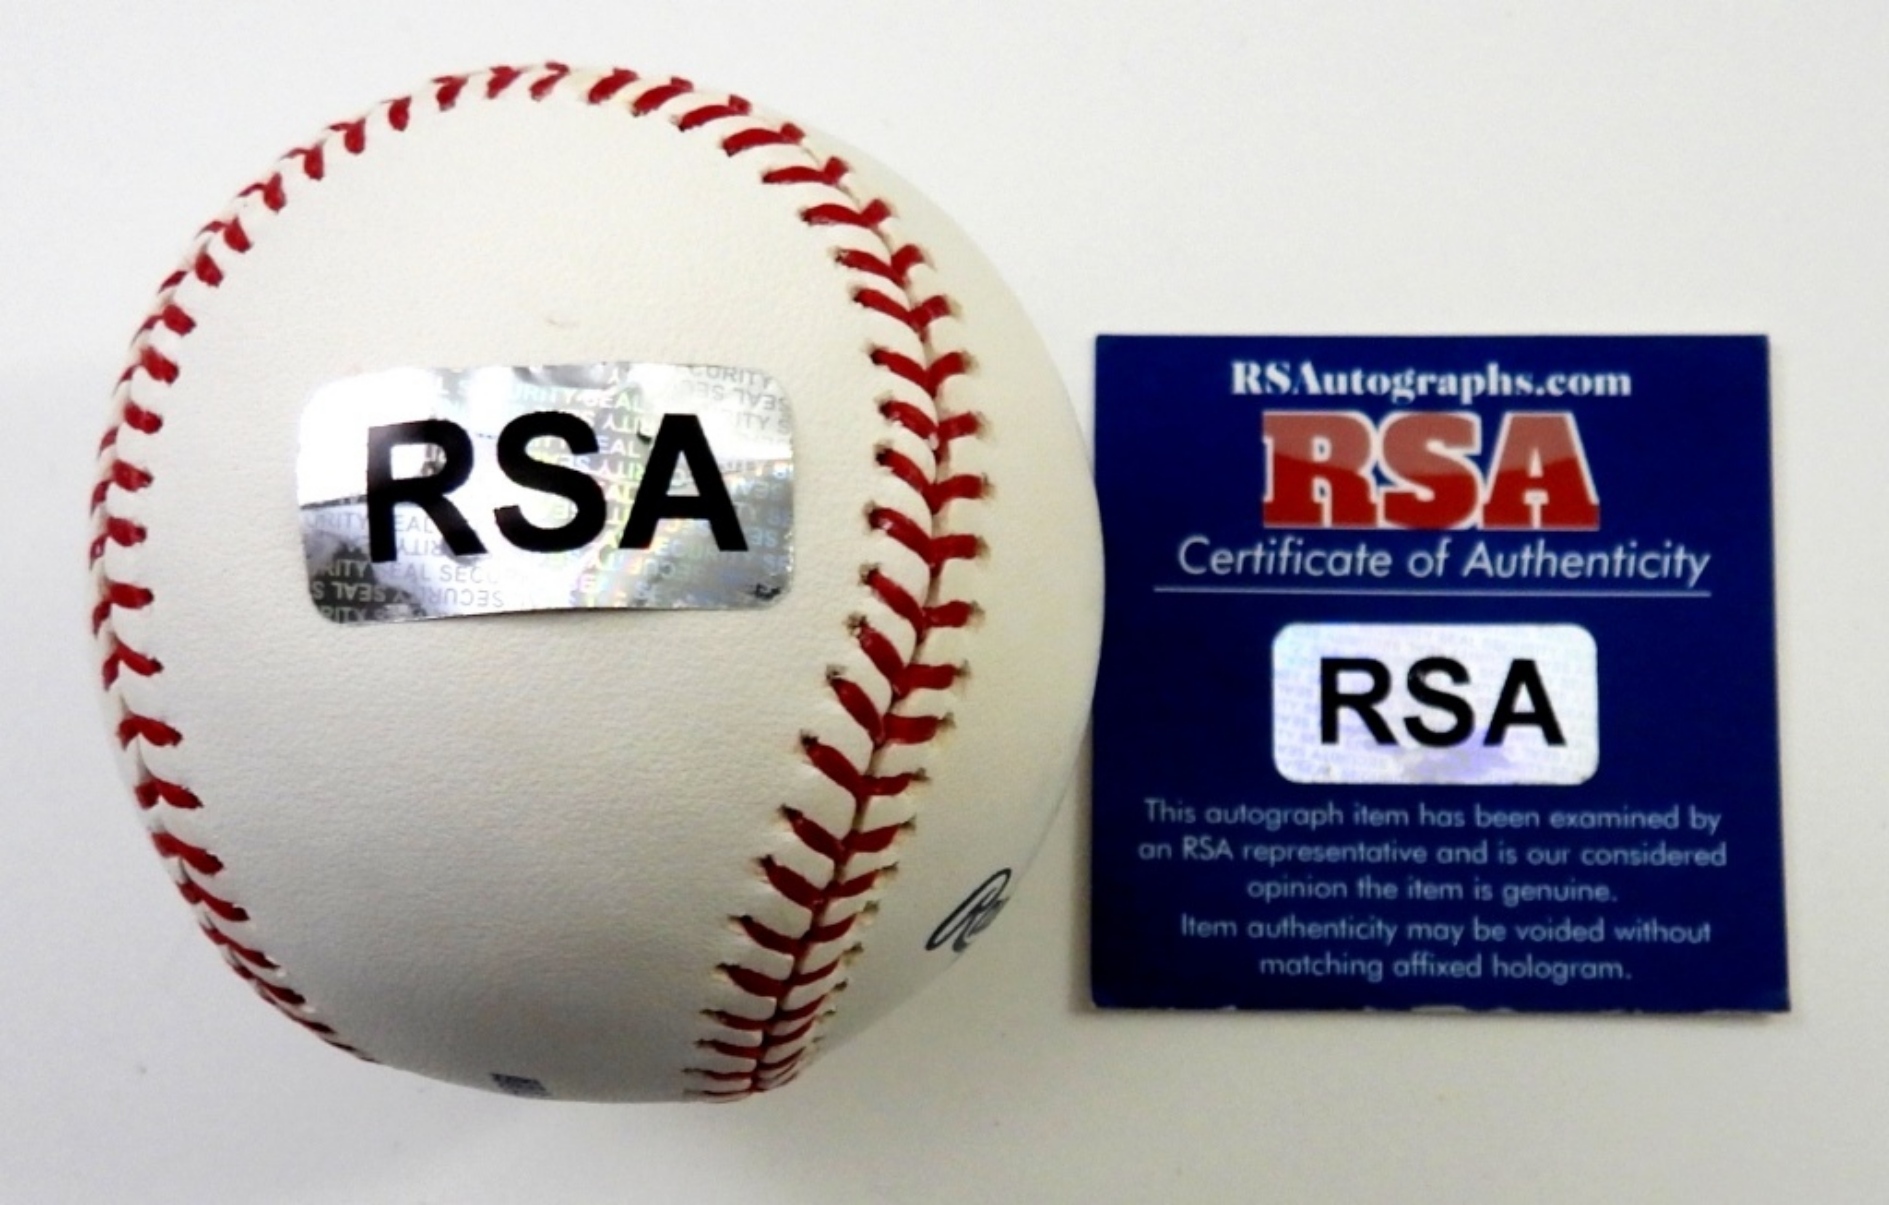 RSA
RSAutographs.com
RSA
Certificate of Authenticity
RSA
This autograph item has been examined by
an RSA representative and is our considered
opinion the item is genuine.
Item authenticity may be voided without
matching affixed hologram.